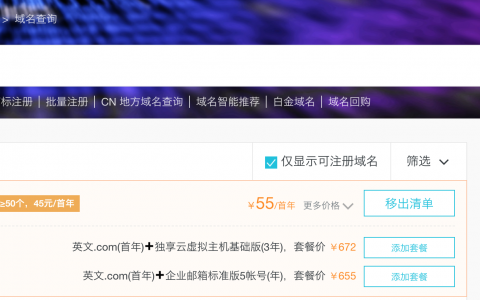 > 域名查询
标注册 | 批量注册 | CN 地方域名查询 | 域名智能推荐 | 白金域名 | 域名回购
仅显示可注册域名 筛选
≥50个，45元/首年 ¥55/首年 更多价格 移出清单
英文.com(首年)+独享云虚拟主机基础版(3年)，套餐价 ¥672 添加套餐
英文.com(首年)+企业邮箱标准版5帐号(年)，套餐价 ¥655 添加套餐